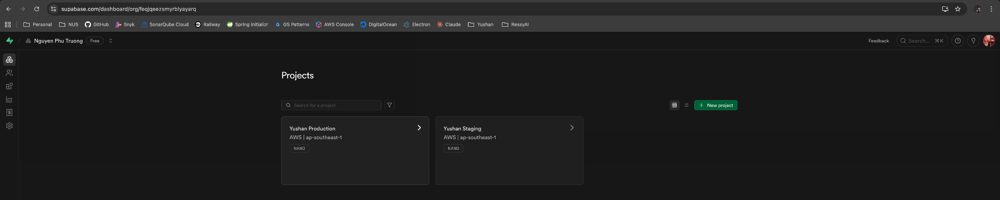 supabase.com/dashboard/org/feqjqeezsmyrblyayarq
Personal NUS GitHub Snyk SonarQube Cloud Railway Spring Initializr GS Patterns AWS Console DigitalOcean Electron Claude Yushan RessyAI
/ Nguyen Phu Truong Free Feedback Search... ⌘K
Projects
Search for a project + New project
Yushan Production
AWS | ap-southeast-1
NANO
Yushan Staging
AWS | ap-southeast-1
NANO